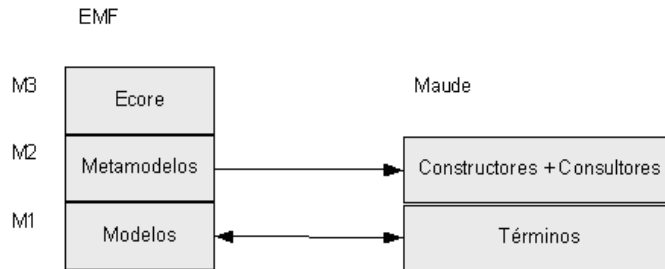 EMF
M3
Ecore
Maude
M2
Metamodelos
Constructores + Consultores
M1
Modelos
Términos